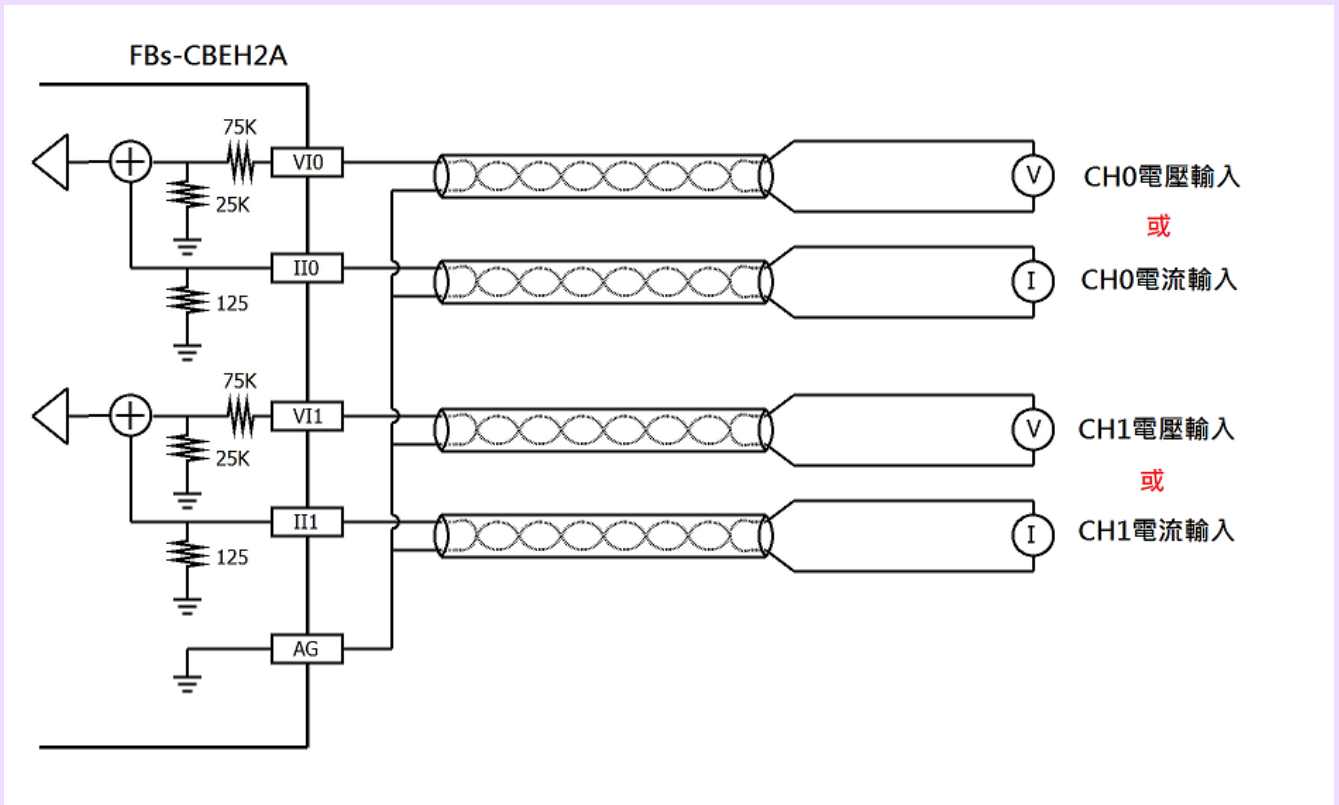 FBs-CBEH2A
75K
VI0
V
CH0電壓輸入
25K
或
II0
I
CH0電流輸入
125
75K
VI1
V
CH1電壓輸入
25K
或
II1
I
CH1電流輸入
125
AG